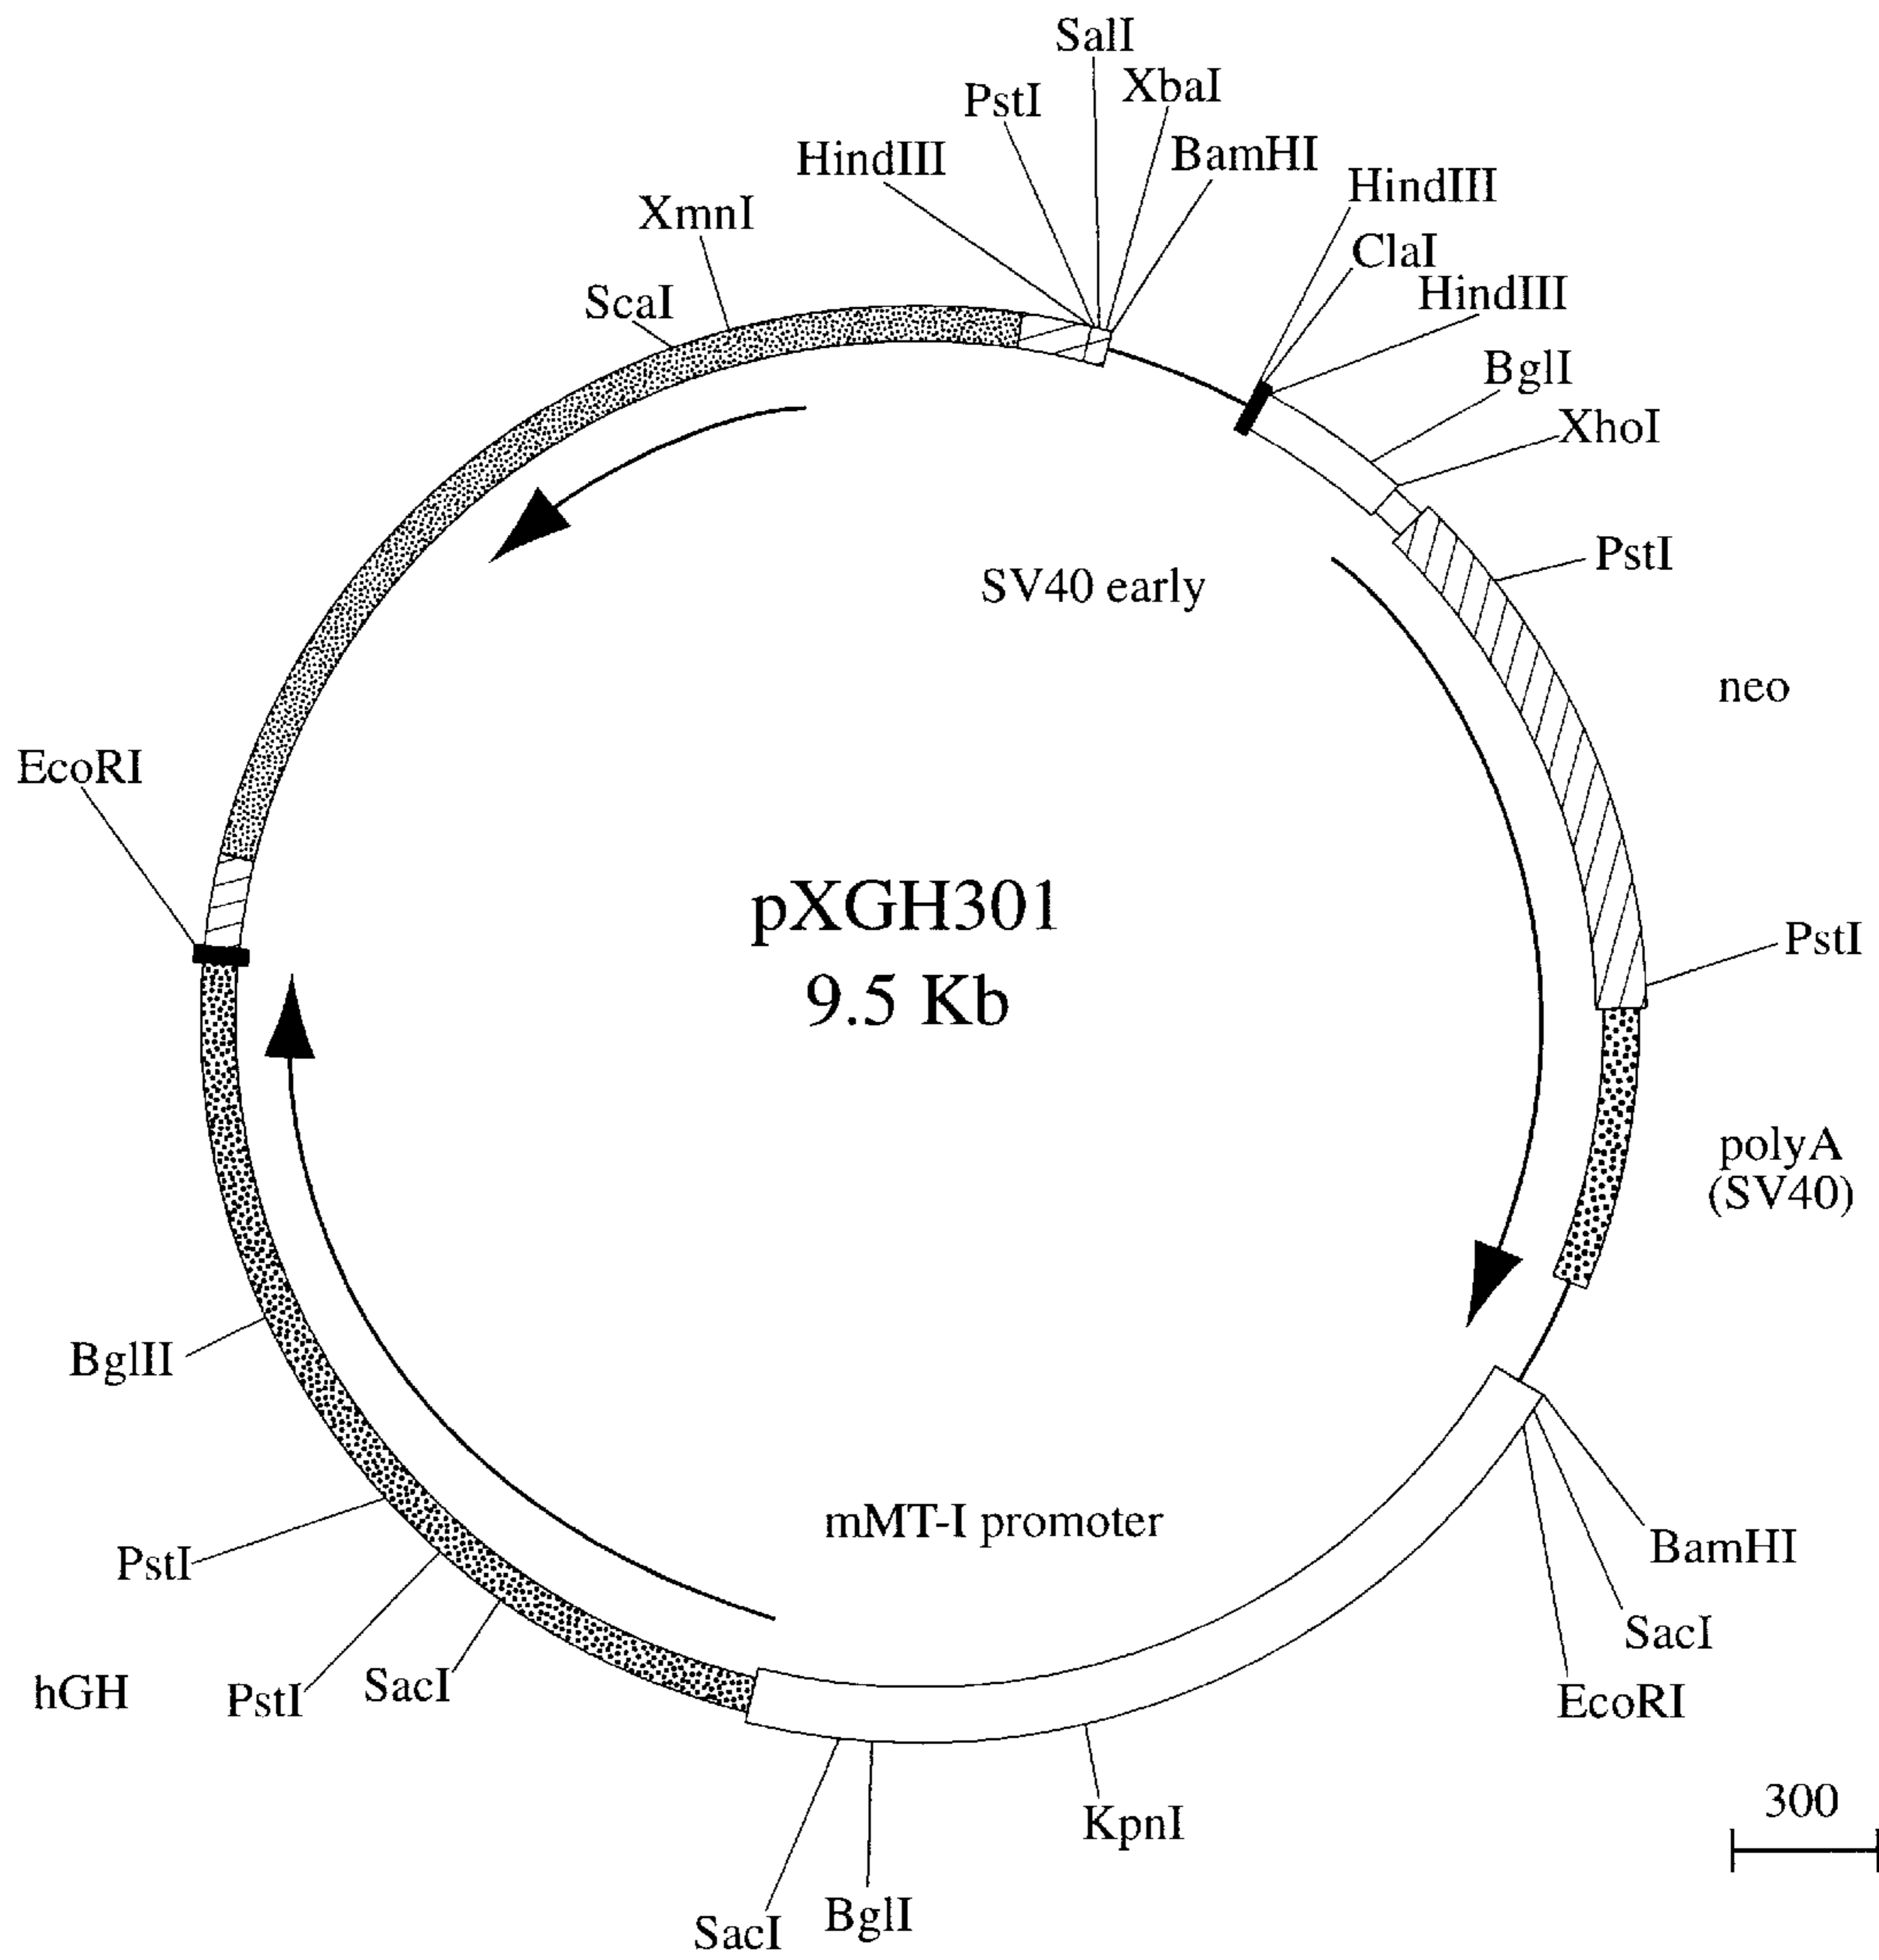 SalI
XbaI
PstI
BamHI
HindIII
HindIII
XmnI
ClaI
HindIII
ScaI
BglI
XhoI
PstI
SV40 early
neo
EcoRI
pXGH301
9.5 Kb
PstI
polyA
(SV40)
BglII
mMT-I promoter
BamHI
PstI
SacI
hGH
PstI
SacI
EcoRI
300
KpnI
SacI
BglI